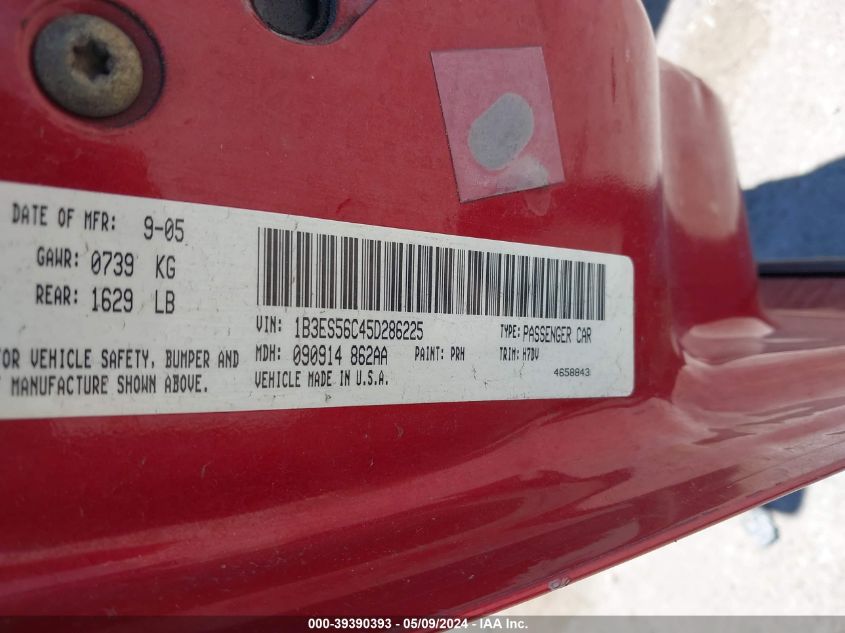 DATE OF MFR: 9-05
GAWR: 0739 KG
REAR: 1629 LB
VIN: 1B3ES56C45D286225
TYPE: PASSENGER CAR
MDH: 090914 862AA
PAINT: PRH
TRIM: H7DV
OR VEHICLE SAFETY, BUMPER AND
VEHICLE MADE IN U.S.A.
4658843
MANUFACTURE SHOWN ABOVE.
000-39390393 - 05/09/2024 - IAA Inc.